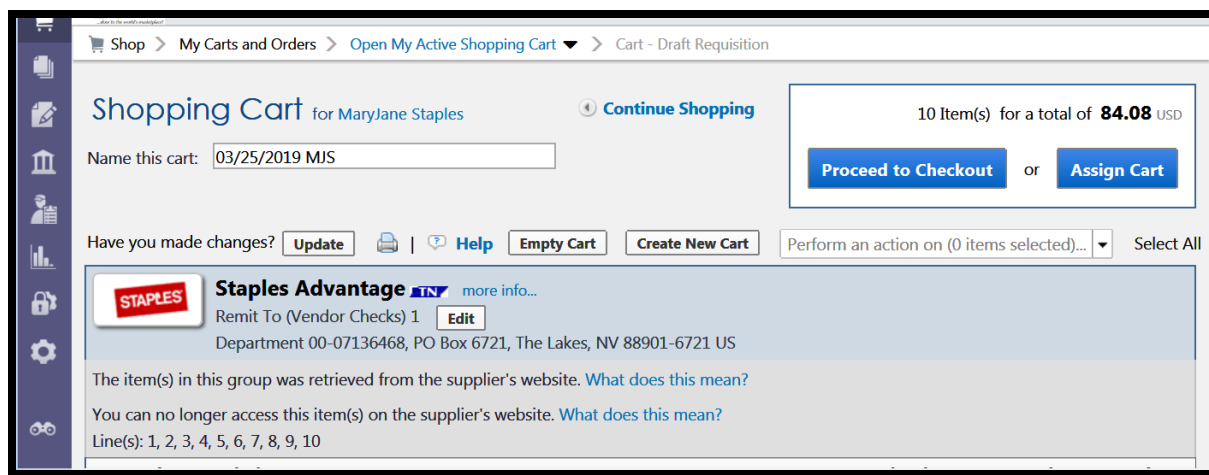 ...door to the world's marketplace!
Shop > My Carts and Orders > Open My Active Shopping Cart > Cart - Draft Requisition
Shopping Cart for MaryJane Staples
Continue Shopping
10 Item(s) for a total of 84.08 USD
Name this cart: 03/25/2019 MJS
Proceed to Checkout or Assign Cart
Have you made changes? Update | Help Empty Cart Create New Cart Perform an action on (0 items selected)... Select All
STAPLES
Staples Advantage TN more info...
Remit To (Vendor Checks) 1 Edit
Department 00-07136468, PO Box 6721, The Lakes, NV 88901-6721 US
The item(s) in this group was retrieved from the supplier's website. What does this mean?
You can no longer access this item(s) on the supplier's website. What does this mean?
Line(s): 1, 2, 3, 4, 5, 6, 7, 8, 9, 10